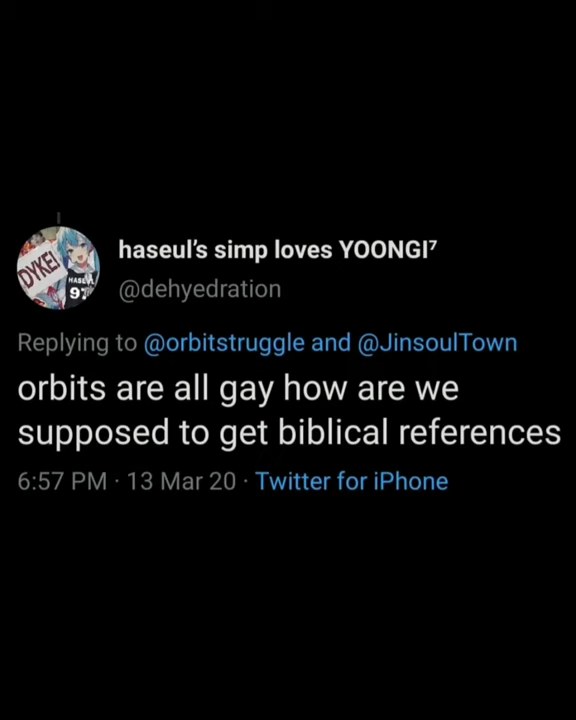 DYKE!
HASEUL
97
haseul's simp loves YOONGI⁷
@dehyedration
Replying to @orbitstruggle and @JinsoulTown
orbits are all gay how are we
supposed to get biblical references
6:57 PM · 13 Mar 20 · Twitter for iPhone